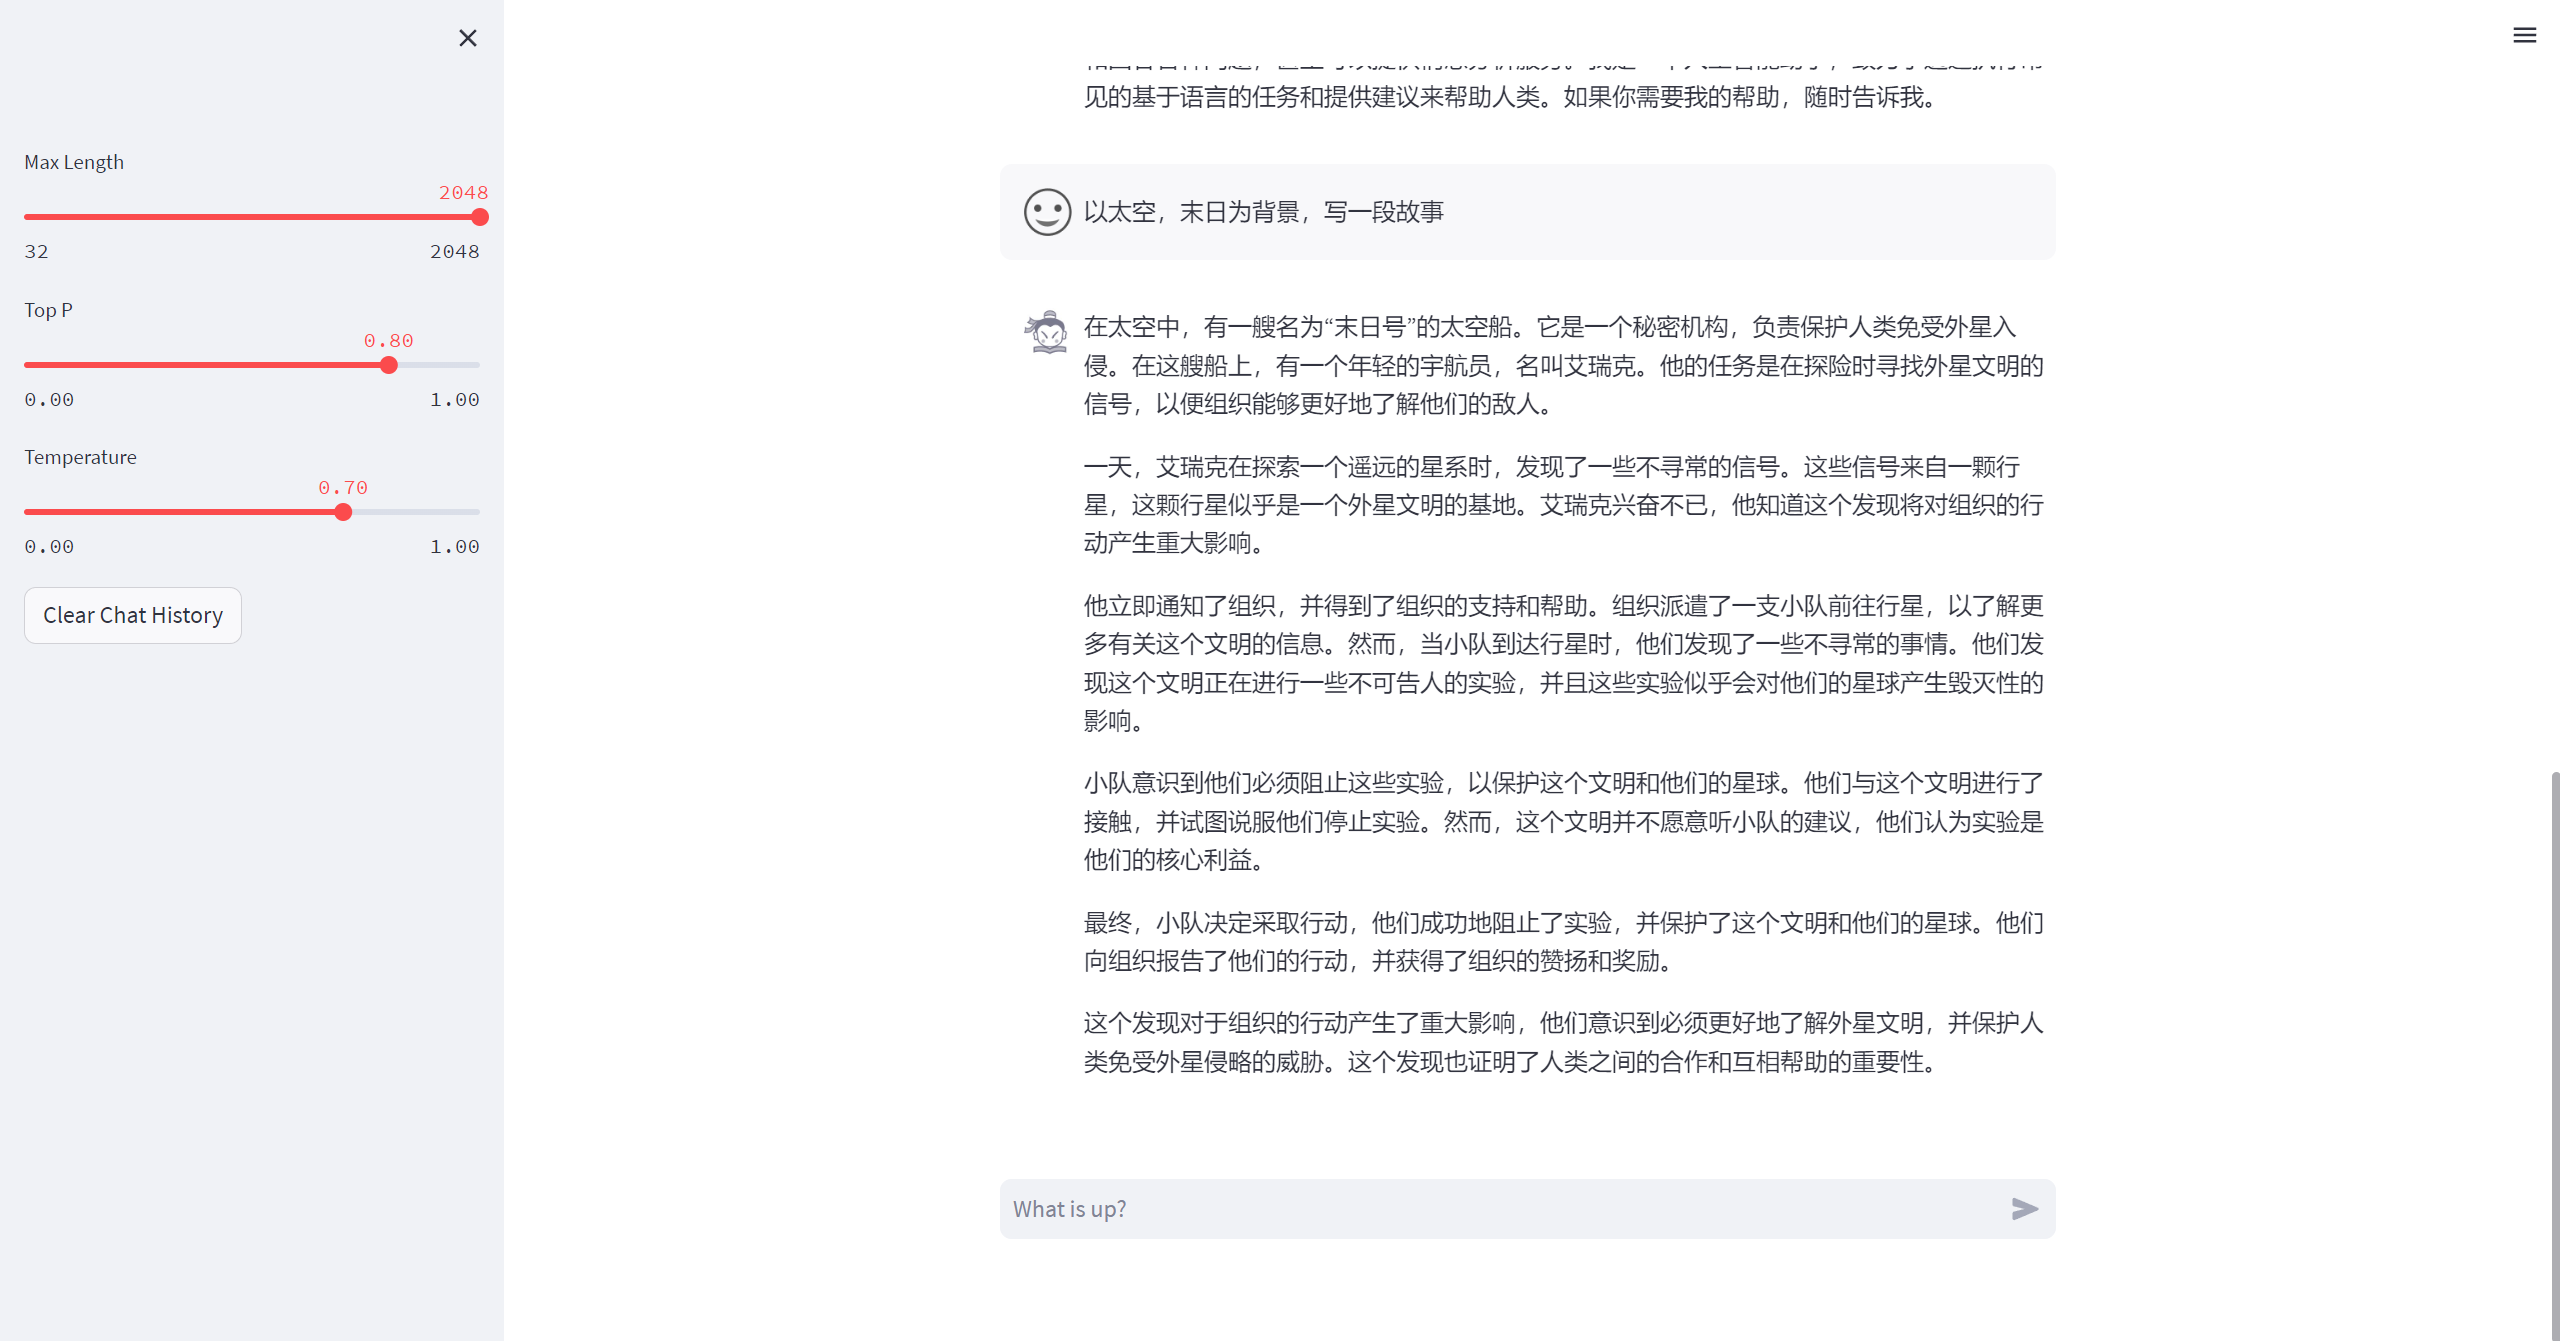 Max Length
2048
32 2048
Top P
0.80
0.00 1.00
Temperature
0.70
0.00 1.00
Clear Chat History
见的基于语言的任务和提供建议来帮助人类。如果你需要我的帮助，随时告诉我。
以太空，末日为背景，写一段故事
在太空中，有一艘名为“末日号”的太空船。它是一个秘密机构，负责保护人类免受外星入
侵。在这艘船上，有一个年轻的宇航员，名叫艾瑞克。他的任务是在探险时寻找外星文明的
信号，以便组织能够更好地了解他们的敌人。
一天，艾瑞克在探索一个遥远的星系时，发现了一些不寻常的信号。这些信号来自一颗行
星，这颗行星似乎是一个外星文明的基地。艾瑞克兴奋不已，他知道这个发现将对组织的行
动产生重大影响。
他立即通知了组织，并得到了组织的支持和帮助。组织派遣了一支小队前往行星，以了解更
多有关这个文明的信息。然而，当小队到达行星时，他们发现了一些不寻常的事情。他们发
现这个文明正在进行一些不可告人的实验，并且这些实验似乎会对他们的星球产生毁灭性的
影响。
小队意识到他们必须阻止这些实验，以保护这个文明和他们的星球。他们与这个文明进行了
接触，并试图说服他们停止实验。然而，这个文明并不愿意听小队的建议，他们认为实验是
他们的核心利益。
最终，小队决定采取行动，他们成功地阻止了实验，并保护了这个文明和他们的星球。他们
向组织报告了他们的行动，并获得了组织的赞扬和奖励。
这个发现对于组织的行动产生了重大影响，他们意识到必须更好地了解外星文明，并保护人
类免受外星侵略的威胁。这个发现也证明了人类之间的合作和互相帮助的重要性。
What is up?